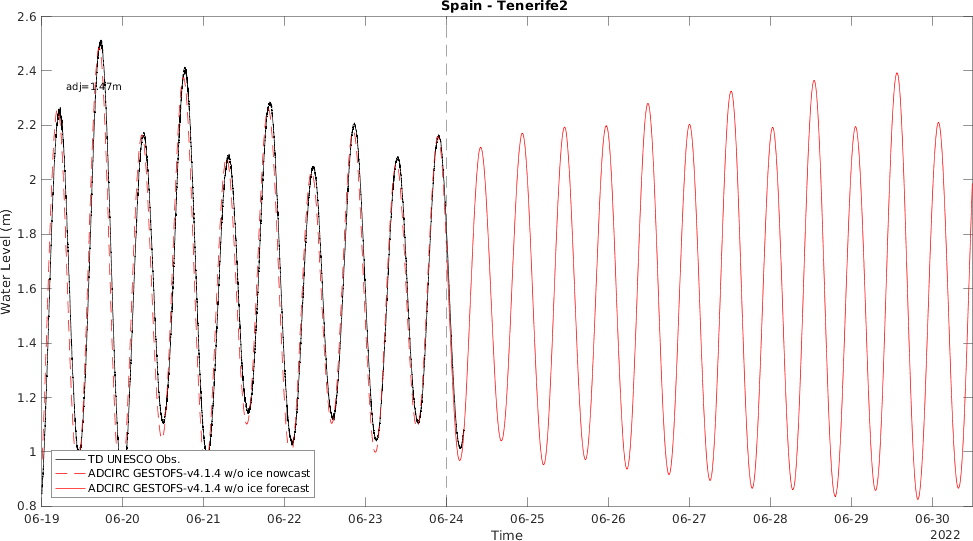 Spain - Tenerife2
2.6
2.4
2.2
2
1.8
1.6
1.4
1.2
1
0.8
Water Level (m)
adj=1.47m
TD UNESCO Obs.
ADCIRC GESTOFS-v4.1.4 w/o ice nowcast
ADCIRC GESTOFS-v4.1.4 w/o ice forecast
06-19 06-20 06-21 06-22 06-23 06-24 06-25 06-26 06-27 06-28 06-29 06-30
Time
2022